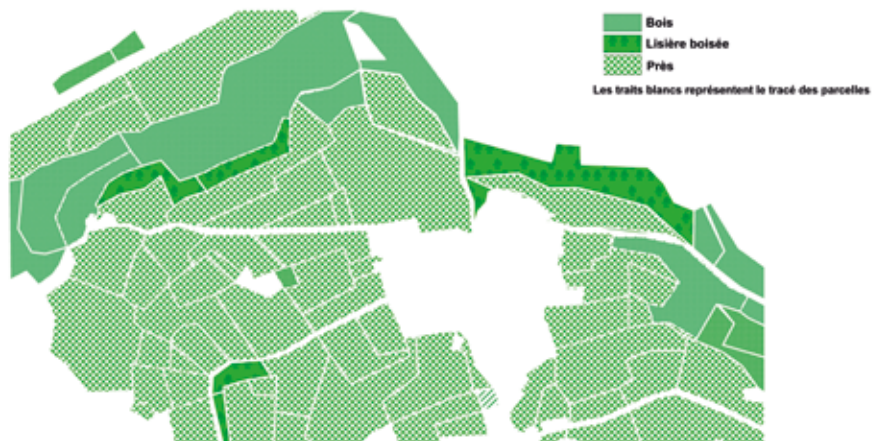 Bois
Lisière boisée
Près
Les traits blancs représentent le tracé des parcelles